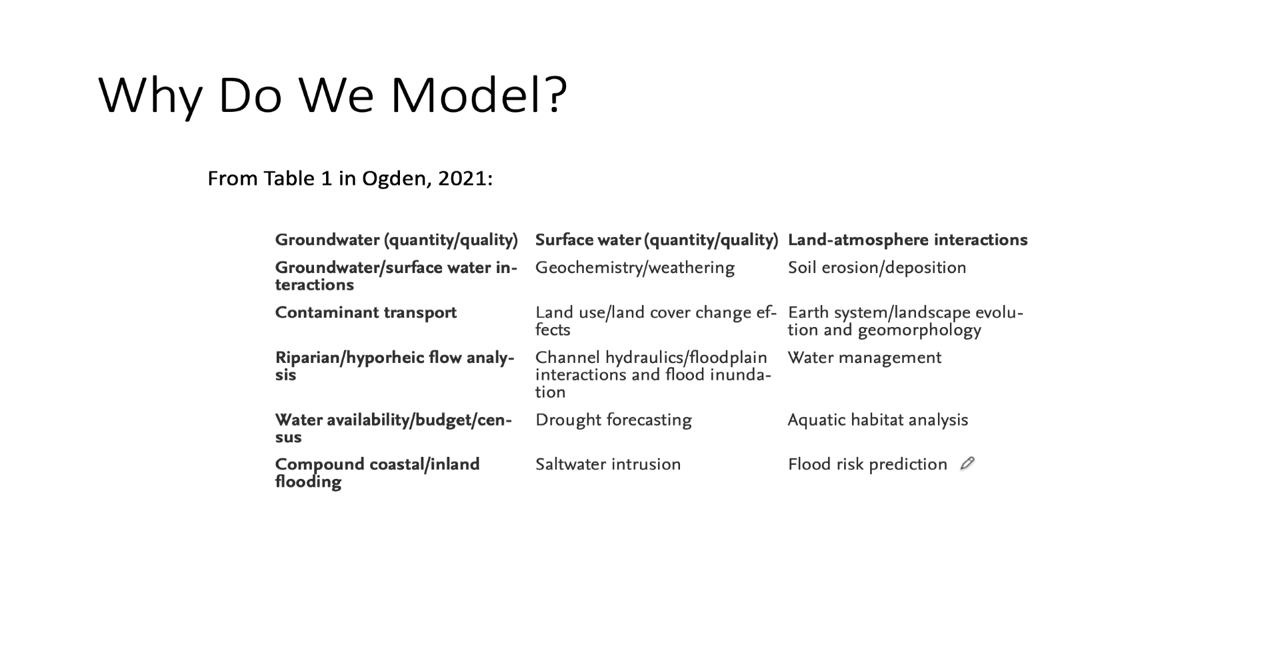 Why Do We Model?
From Table 1 in Ogden, 2021:
Groundwater (quantity/quality) Surface water (quantity/quality) Land-atmosphere interactions
Groundwater/surface water in- Geochemistry/weathering Soil erosion/deposition
teractions
Contaminant transport Land use/land cover change ef- Earth system/landscape evolu-
fects tion and geomorphology
Riparian/hyporheic flow analy- Channel hydraulics/floodplain Water management
sis interactions and flood inunda-
tion
Water availability/budget/cen- Drought forecasting Aquatic habitat analysis
sus
Compound coastal/inland Saltwater intrusion Flood risk prediction
flooding